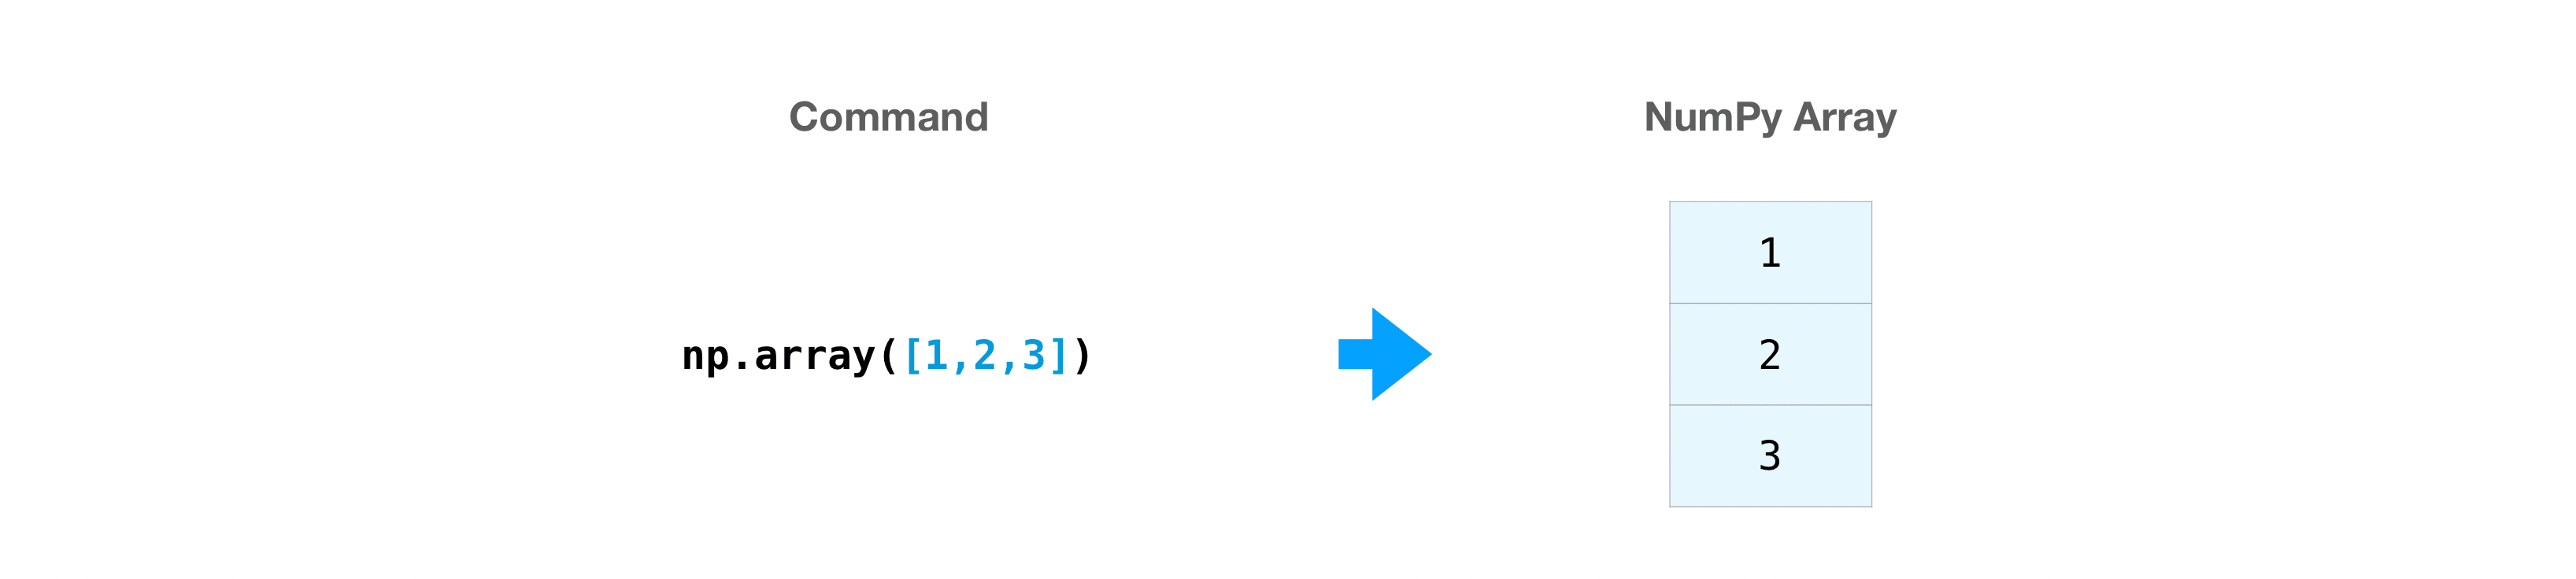 Command
NumPy Array
np.array([1,2,3])
1
2
3